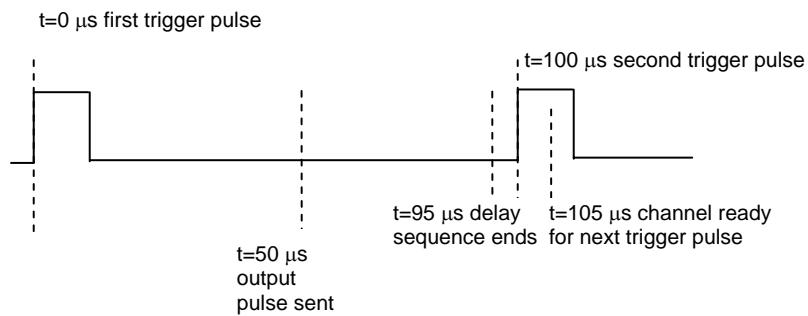 t=0 μs first trigger pulse
t=100 μs second trigger pulse
t=95 μs delay
sequence ends
t=105 μs channel ready
for next trigger pulse
t=50 μs
output
pulse sent